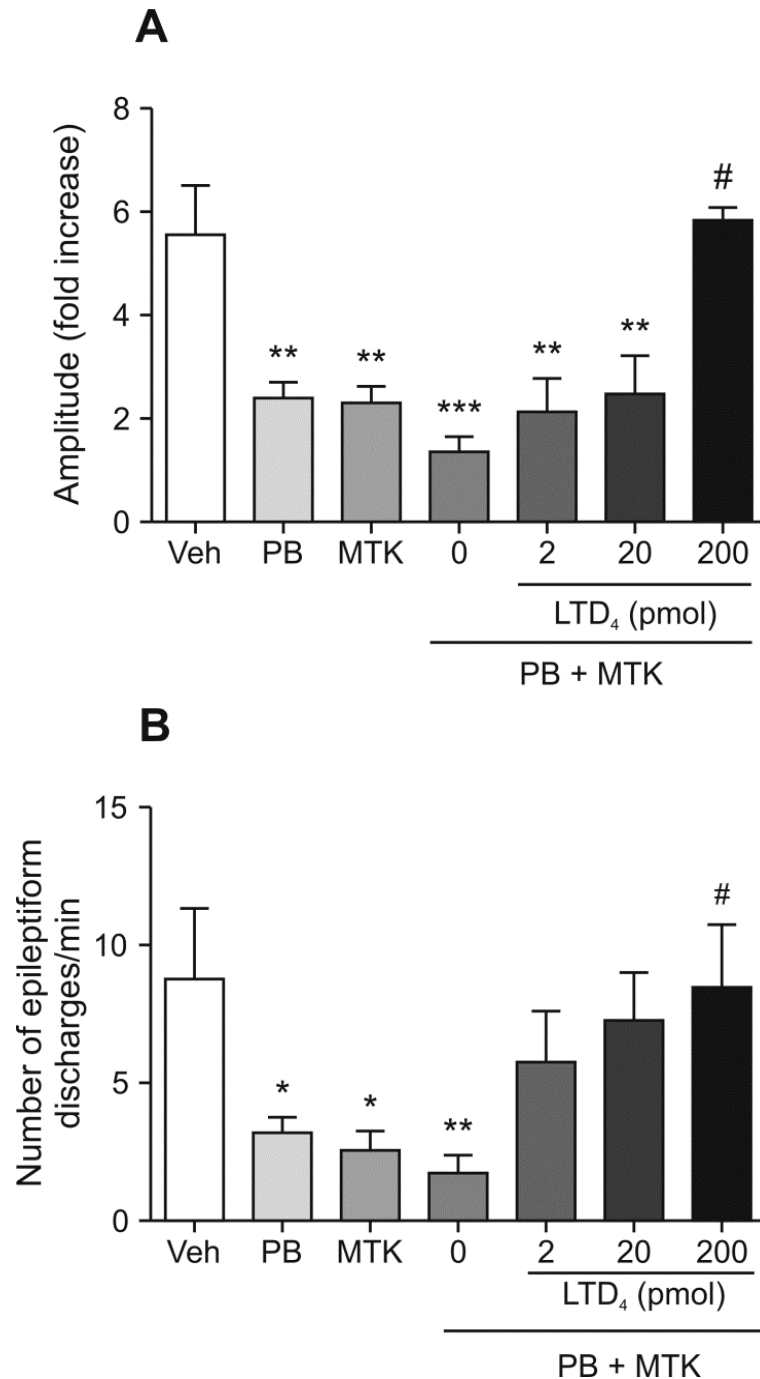 A
Amplitude (fold increase)
8
6
4
2
0
#
** ** *** ** **
Veh PB MTK 0 2 20 200
LTD₄ (pmol)
PB + MTK
B
Number of epileptiform
discharges/min
15
10
5
0
#
* * **
Veh PB MTK 0 2 20 200
LTD₄ (pmol)
PB + MTK